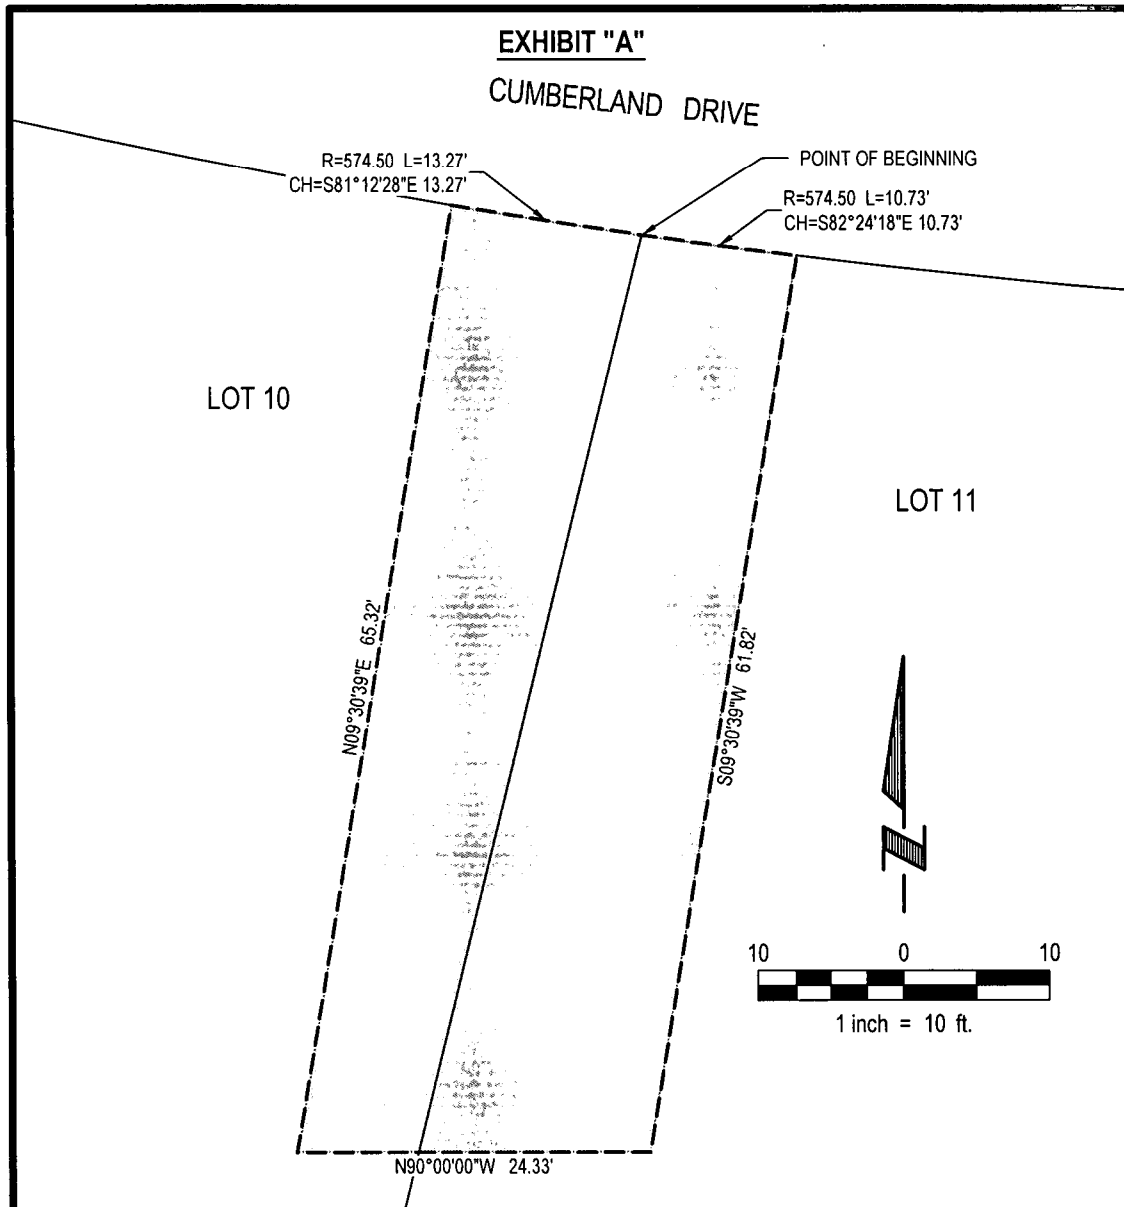 EXHIBIT "A"
CUMBERLAND DRIVE
R=574.50 L=13.27'
CH=S81°12'28"E 13.27'
POINT OF BEGINNING
R=574.50 L=10.73'
CH=S82°24'18"E 10.73'
LOT 10
LOT 11
N09°30'39"E 65.32'
S09°30'39"W 61.82'
N
10 0 10
1 inch = 10 ft.
N90°00'00"W 24.33'